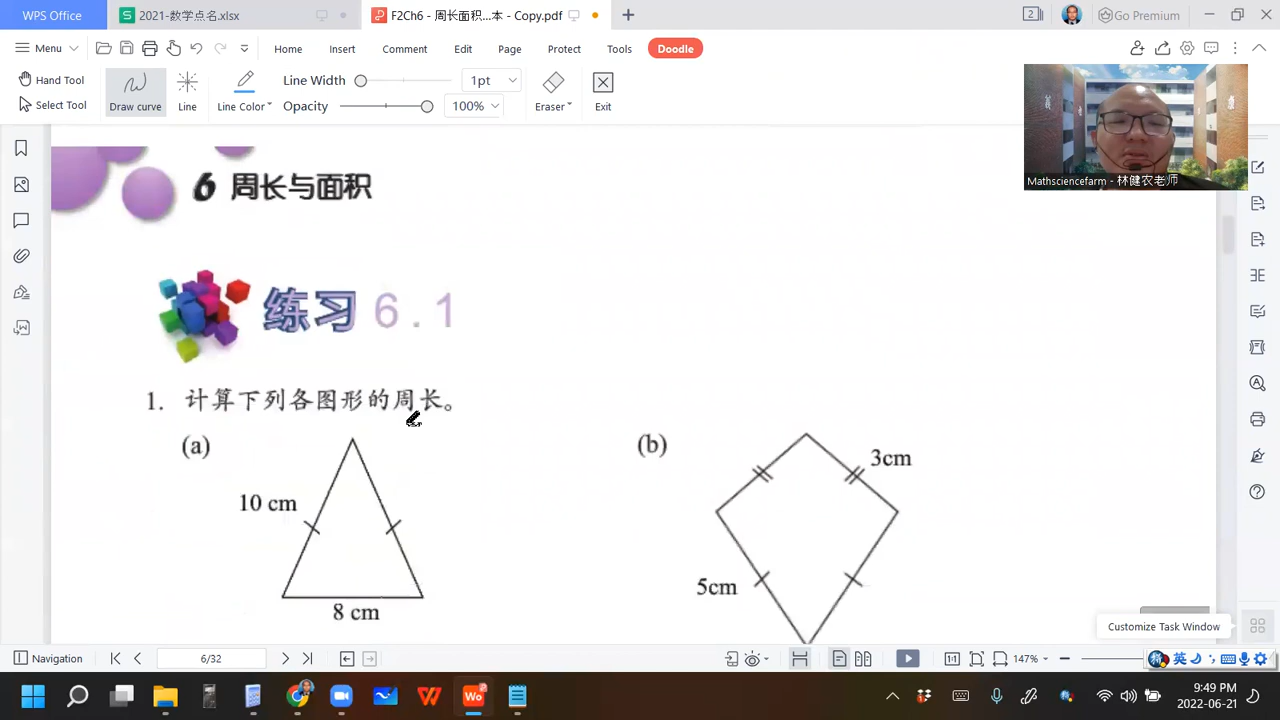 WPS Office
2021-数学点名.xlsx
F2Ch6 - 周长面积...本 - Copy.pdf
2
Go Premium
Menu
Home
Insert
Comment
Edit
Page
Protect
Tools
Doodle
Hand Tool
Select Tool
Draw curve
Line
Line Color
Line Width
1pt
Opacity
100%
Eraser
Exit
Mathsciencefarm - 林健农老师
6 周长与面积
练习 6.1
1. 计算下列各图形的周长。
(a)
10 cm
8 cm
(b)
3cm
5cm
Customize Task Window
Navigation
6/32
1:1
147%
英
9:49 PM
2022-06-21